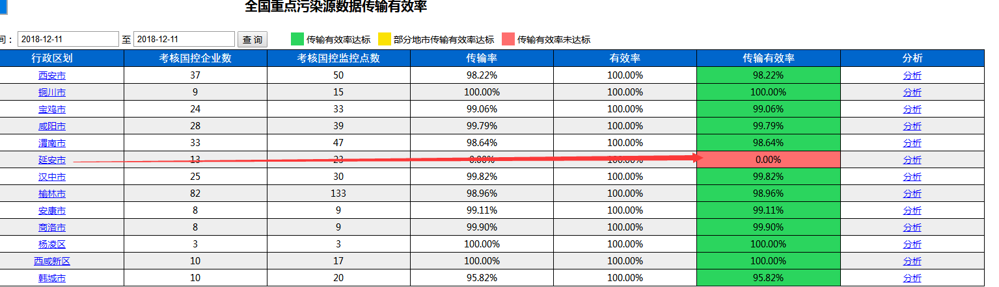 全国重点污染源数据传输有效率
间： 2018-12-11 至 2018-12-11 查 询 传输有效率达标 部分地市传输有效率达标 传输有效率未达标
行政区划 考核国控企业数 考核国控监控点数 传输率 有效率 传输有效率 分析
西安市 37 50 98.22% 100.00% 98.22% 分析
铜川市 9 15 100.00% 100.00% 100.00% 分析
宝鸡市 24 33 99.06% 100.00% 99.06% 分析
咸阳市 28 39 99.79% 100.00% 99.79% 分析
渭南市 33 47 98.64% 100.00% 98.64% 分析
延安市 13 23 0.00% 100.00% 0.00% 分析
汉中市 25 30 99.82% 100.00% 99.82% 分析
榆林市 82 133 98.96% 100.00% 98.96% 分析
安康市 8 9 99.11% 100.00% 99.11% 分析
商洛市 8 9 99.90% 100.00% 99.90% 分析
杨凌区 3 3 100.00% 100.00% 100.00% 分析
西咸新区 10 17 100.00% 100.00% 100.00% 分析
韩城市 10 20 95.82% 100.00% 95.82% 分析